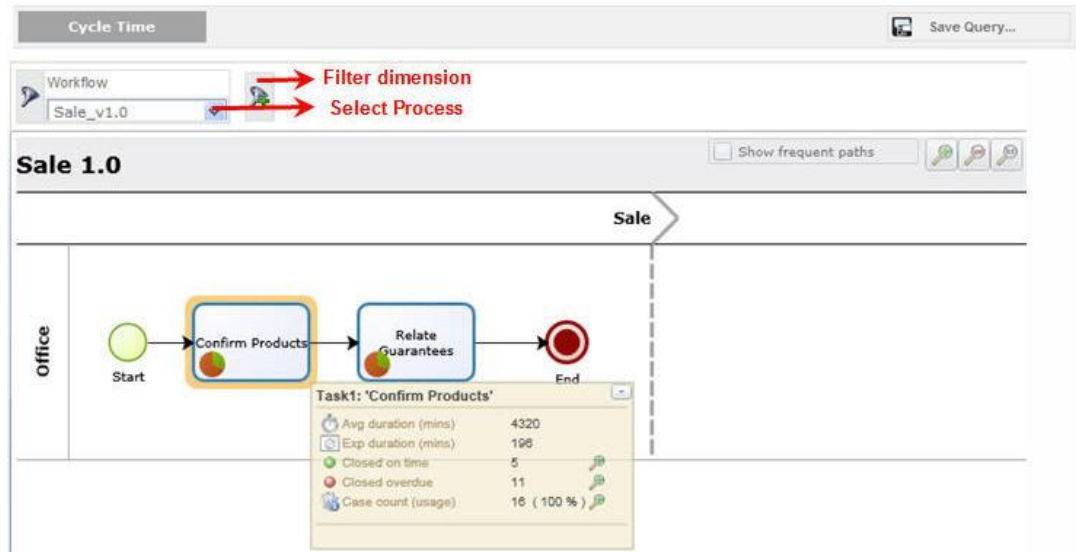 Cycle Time
Save Query...
Workflow
Filter dimension
Sale_v1.0
Select Process
Sale 1.0
Show frequent paths
Sale
Office
Start
Confirm Products
Relate
Guarantees
End
Task1: 'Confirm Products'
Avg duration (mins) 4320
Exp duration (mins) 196
Closed on time 5
Closed overdue 11
Case count (usage) 16 ( 100 % )